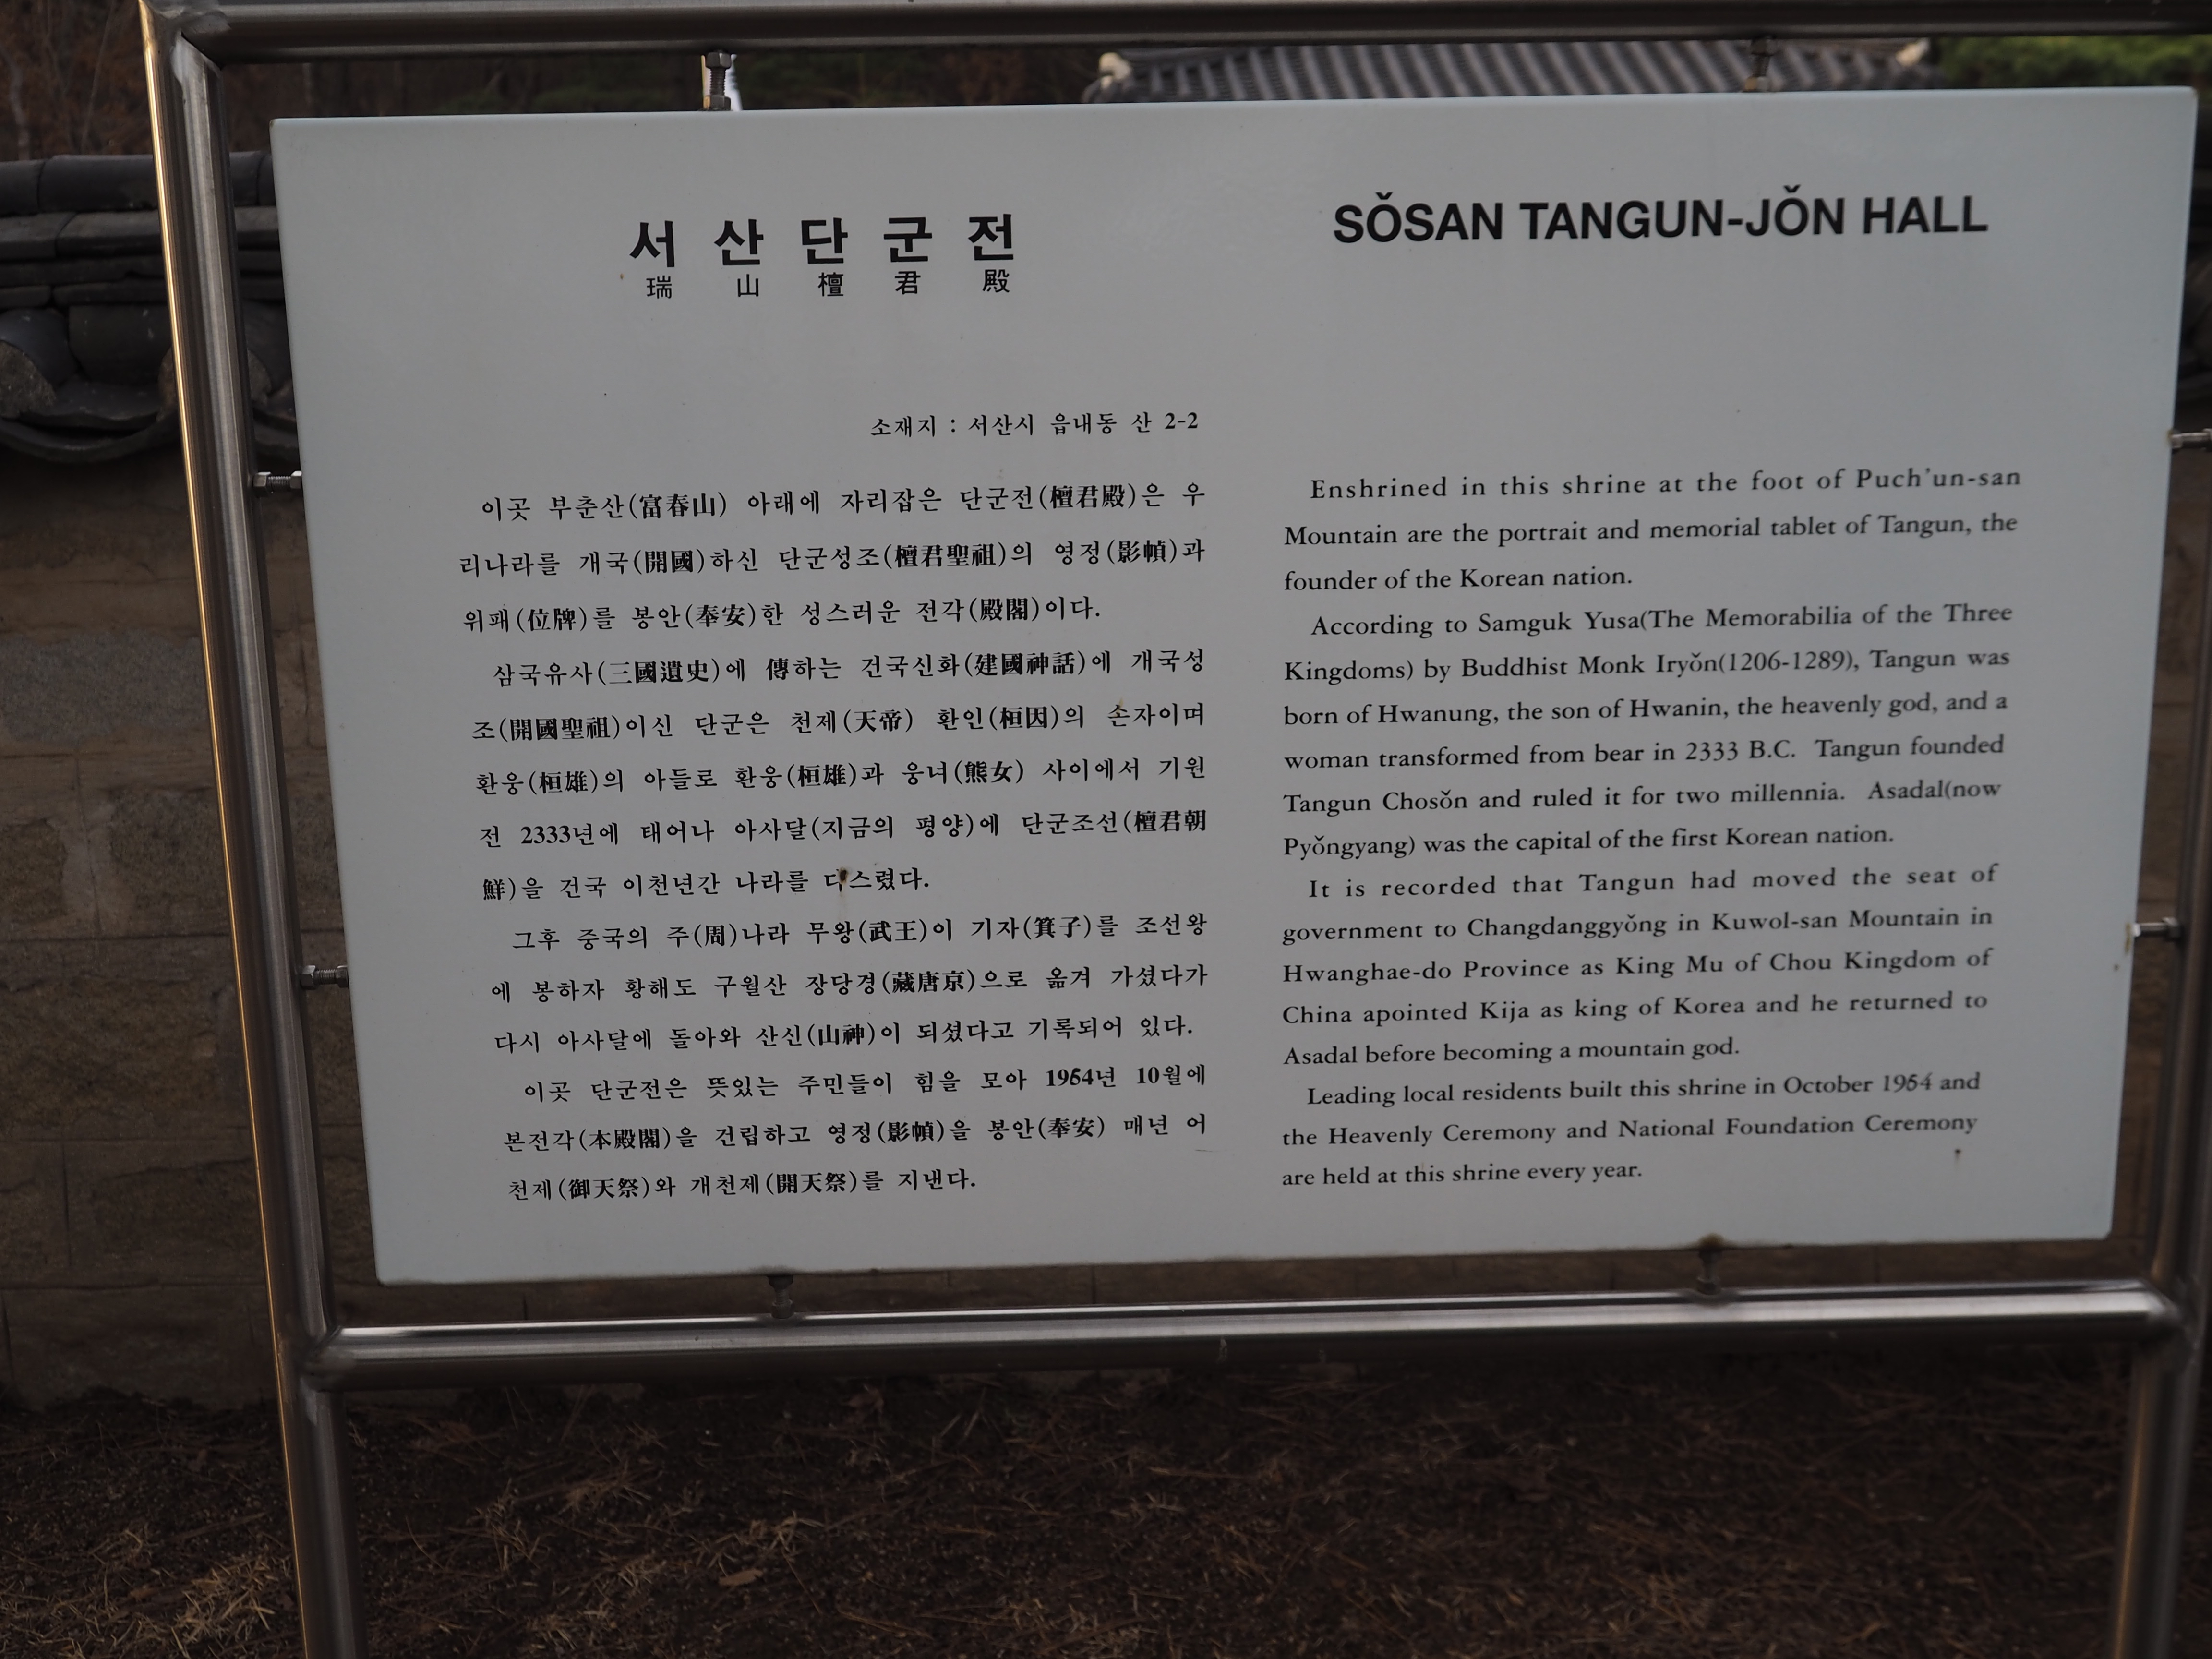 서산단군전
瑞山檀君殿
소재지 : 서산시 읍내동 산 2-2
이곳 부춘산(富春山) 아래에 자리잡은 단군전(檀君殿)은 우
리나라를 개국(開國)하신 단군성조(檀君聖祖)의 영정(影幀)과
위패(位牌)를 봉안(奉安)한 성스러운 전각(殿閣)이다.
삼국유사(三國遺史)에 傳하는 건국신화(建國神話)에 개국성
조(開國聖祖)이신 단군은 천제(天帝) 환인(桓因)의 손자이며
환웅(桓雄)의 아들로 환웅(桓雄)과 웅녀(熊女) 사이에서 기원
전 2333년에 태어나 아사달(지금의 평양)에 단군조선(檀君朝
鮮)을 건국 이천년간 나라를 다스렸다.
그후 중국의 주(周)나라 무왕(武王)이 기자(箕子)를 조선왕
에 봉하자 황해도 구월산 장당경(藏唐京)으로 옮겨 가셨다가
다시 아사달에 돌아와 산신(山神)이 되셨다고 기록되어 있다.
이곳 단군전은 뜻있는 주민들이 힘을 모아 1964년 10월에
본전각(本殿閣)을 건립하고 영정(影幀)을 봉안(奉安) 매년 어
천제(御天祭)와 개천제(開天祭)를 지낸다.
SŎSAN TANGUN-JŎN HALL
Enshrined in this shrine at the foot of Puch'un-san
Mountain are the portrait and memorial tablet of Tangun, the
founder of the Korean nation.
According to Samguk Yusa(The Memorabilia of the Three
Kingdoms) by Buddhist Monk Iryŏn(1206-1289), Tangun was
born of Hwanung, the son of Hwanin, the heavenly god, and a
woman transformed from bear in 2333 B.C. Tangun founded
Tangun Chosŏn and ruled it for two millennia. Asadal(now
Pyŏngyang) was the capital of the first Korean nation.
It is recorded that Tangun had moved the seat of
government to Changdanggyŏng in Kuwol-san Mountain in
Hwanghae-do Province as King Mu of Chou Kingdom of
China apointed Kija as king of Korea and he returned to
Asadal before becoming a mountain god.
Leading local residents built this shrine in October 1964 and
the Heavenly Ceremony and National Foundation Ceremony
are held at this shrine every year.